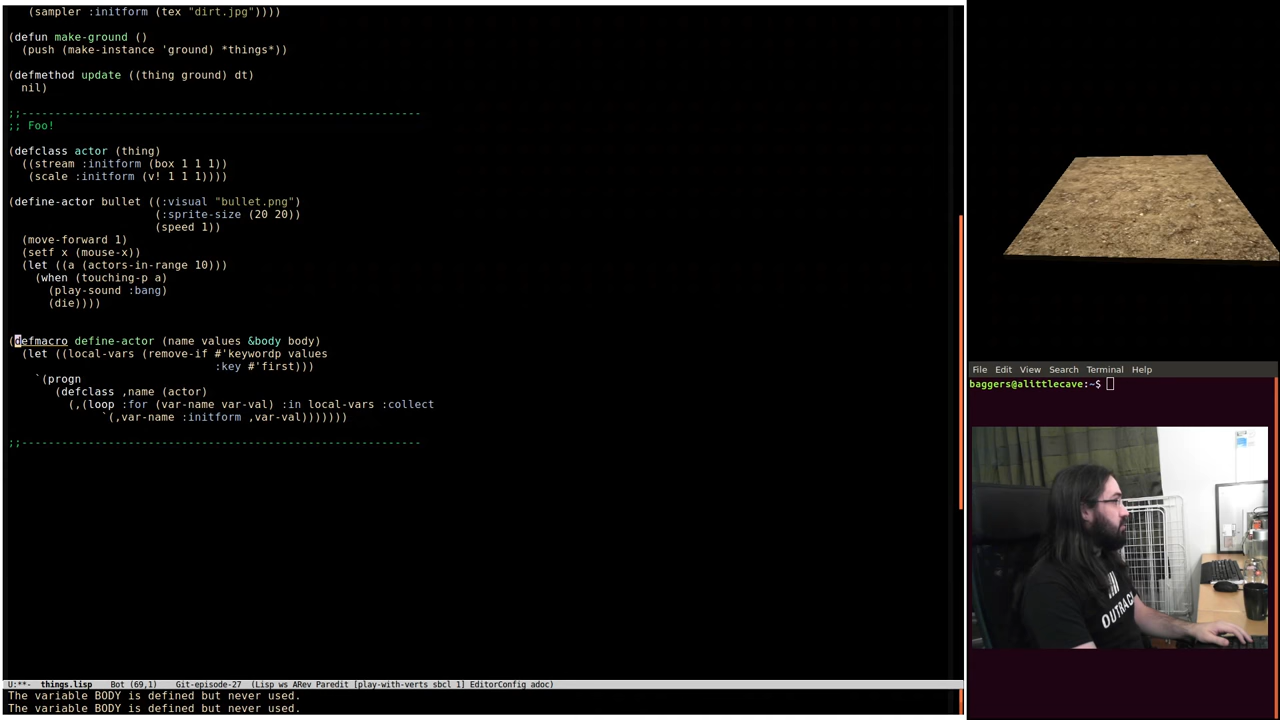 (sampler :initform (tex "dirt.jpg"))))
(defun make-ground ()
(push (make-instance 'ground) *things*))
(defmethod update ((thing ground) dt)
nil)
;;------------------------------------------------------------
;; Foo!
(defclass actor (thing)
((stream :initform (box 1 1 1))
(scale :initform (v! 1 1 1))))
(define-actor bullet ((:visual "bullet.png")
(:sprite-size (20 20))
(speed 1))
(move-forward 1)
(setf x (mouse-x))
(let ((a (actors-in-range 10)))
(when (touching-p a)
(play-sound :bang)
(die))))
(defmacro define-actor (name values &body body)
(let ((local-vars (remove-if #'keywordp values
:key #'first)))
`(progn
(defclass ,name (actor)
(,(loop :for (var-name var-val) :in local-vars :collect
`(,var-name :initform ,var-val)))))))
;;------------------------------------------------------------
U:**- things.lisp Bot (69,1) Git-episode-27 (Lisp ws ARev Paredit [play-with-verts sbcl 1] EditorConfig adoc)
The variable BODY is defined but never used.
The variable BODY is defined but never used.
File Edit View Search Terminal Help
baggers@alittlecave:~$
OUTRAC